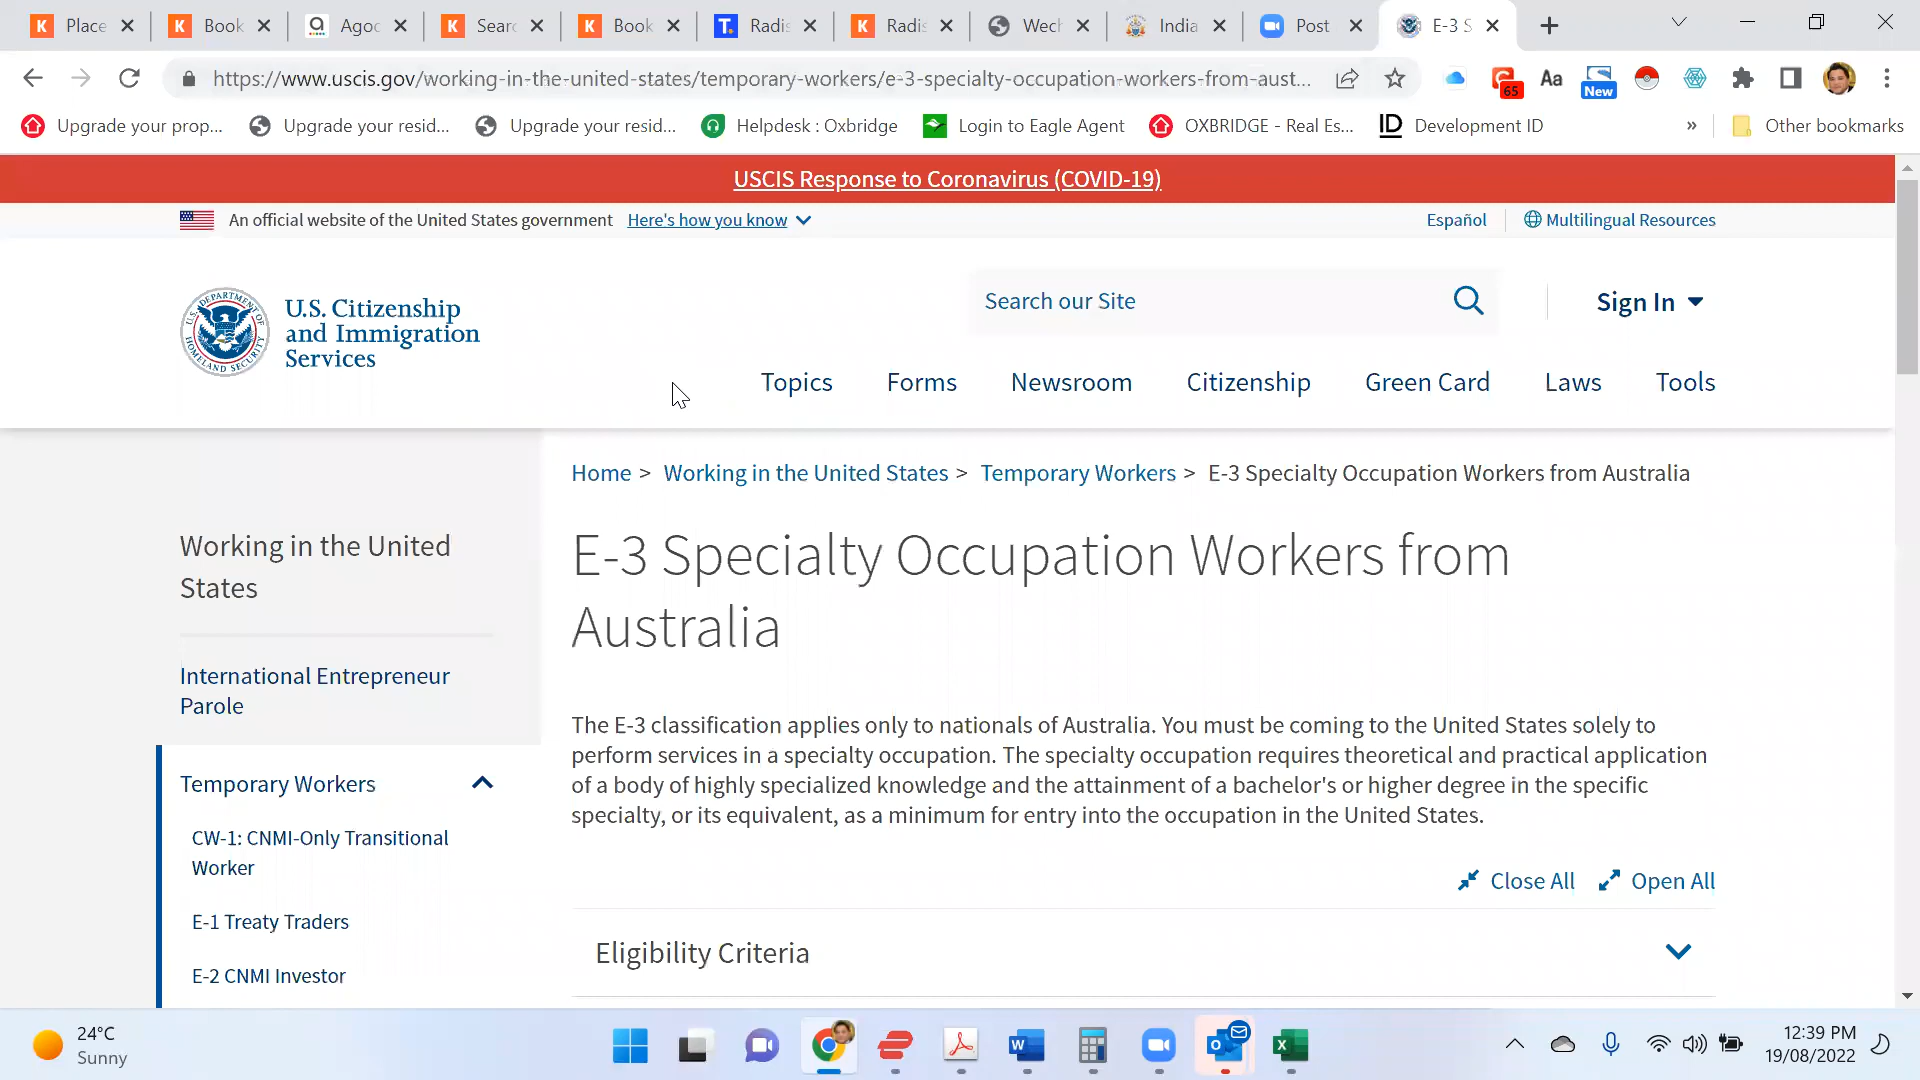 Place
Book
Agoc
Searc
Book
T.
Radis
Radis
Wech
India
Post
E-3 S
https://www.uscis.gov/working-in-the-united-states/temporary-workers/e-3-specialty-occupation-workers-from-aust...
65
Aa
New
Upgrade your prop...
Upgrade your resid...
Upgrade your resid...
Helpdesk : Oxbridge
Login to Eagle Agent
OXBRIDGE - Real Es...
ID
Development ID
»
Other bookmarks
USCIS Response to Coronavirus (COVID-19)
An official website of the United States government
Here's how you know
Español
Multilingual Resources
U.S. Citizenship
and Immigration
Services
Search our Site
Sign In
Topics
Forms
Newsroom
Citizenship
Green Card
Laws
Tools
Home > Working in the United States > Temporary Workers > E-3 Specialty Occupation Workers from Australia
Working in the United
States
International Entrepreneur
Parole
Temporary Workers
CW-1: CNMI-Only Transitional
Worker
E-1 Treaty Traders
E-2 CNMI Investor
E-3 Specialty Occupation Workers from
Australia
The E-3 classification applies only to nationals of Australia. You must be coming to the United States solely to
perform services in a specialty occupation. The specialty occupation requires theoretical and practical application
of a body of highly specialized knowledge and the attainment of a bachelor's or higher degree in the specific
specialty, or its equivalent, as a minimum for entry into the occupation in the United States.
Close All
Open All
Eligibility Criteria
24°C
Sunny
12:39 PM
19/08/2022